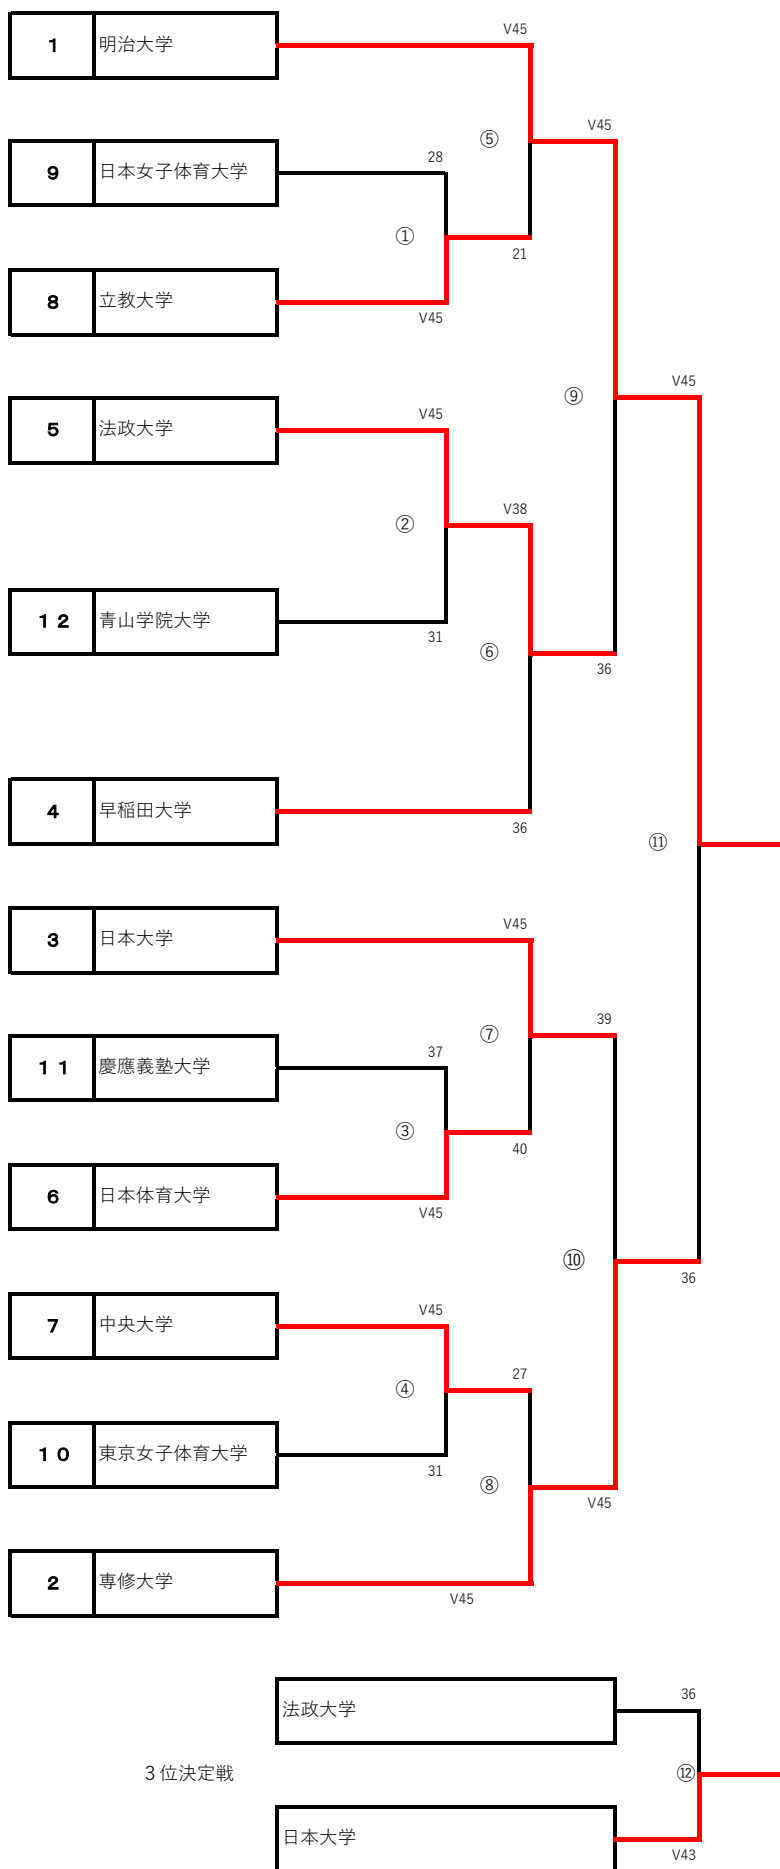 V45
1 明治大学
V45
28
⑤
9 日本女子体育大学
①
21
8 立教大学
V45
V45
V45
⑨
5 法政大学
V38
②
12 青山学院大学
31
⑥
36
4 早稲田大学
36
⑪
V45
3 日本大学
39
⑦
37
11 慶應義塾大学
③
40
6 日本体育大学
V45
⑩
36
V45
7 中央大学
27
④
10 東京女子体育大学
31
⑧
V45
2 専修大学
V45
36
法政大学
3位決定戦
⑫
日本大学
V43